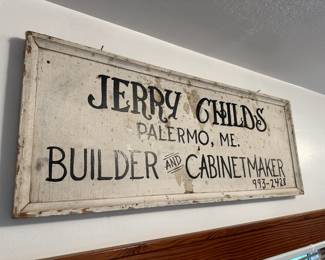 JERRY CHILDS
PALERMO, ME.
BUILDER AND CABINETMAKER
993-2428